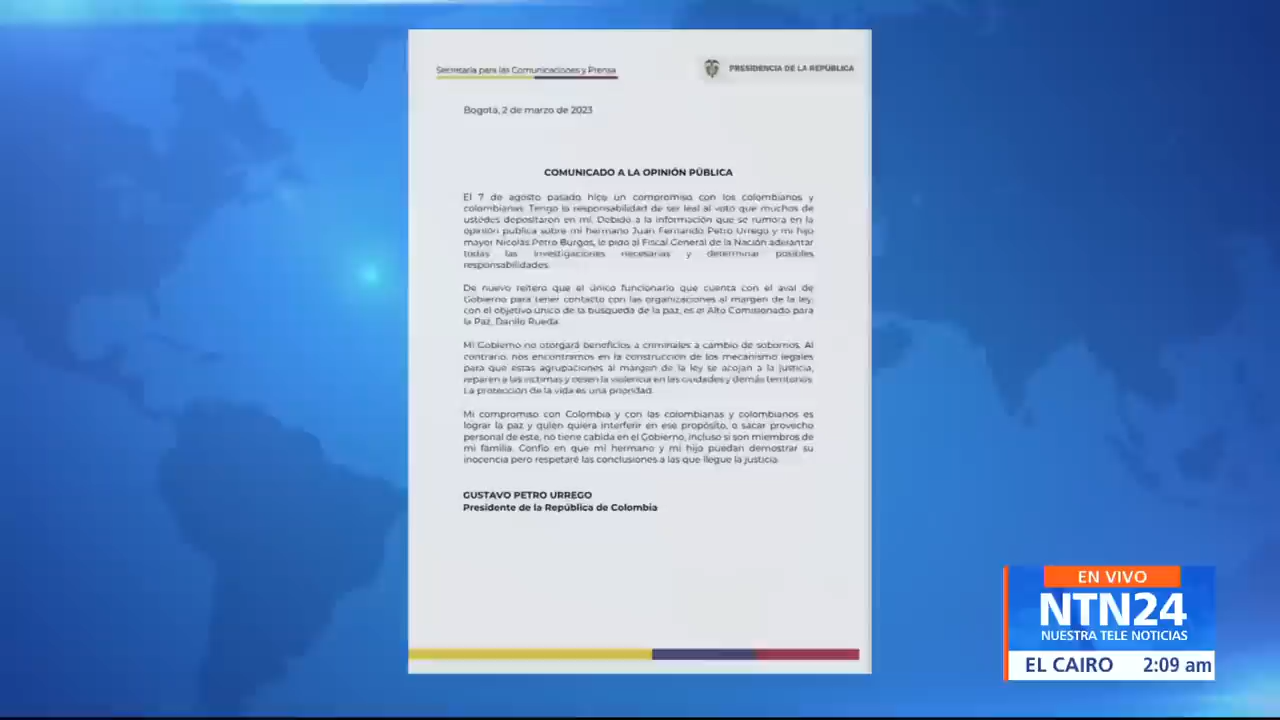 Secretaría para las Comunicaciones y Prensa
PRESIDENCIA DE LA REPÚBLICA
Bogotá, 2 de marzo de 2023
COMUNICADO A LA OPINIÓN PÚBLICA
El 7 de agosto pasado hice un compromiso con los colombianos y
colombianas. Tengo la responsabilidad de ser leal al voto que muchos de
ustedes depositaron en mí. Debido a la información que se rumora en la
opinión pública sobre mi hermano Juan Fernando Petro Urrego y mi hijo
mayor Nicolás Petro Burgos, le pido al Fiscal General de la Nación adelantar
todas las investigaciones necesarias y determinar posibles
responsabilidades.
De nuevo reitero que el único funcionario que cuenta con el aval de
Gobierno para tener contacto con las organizaciones al margen de la ley,
con el objetivo único de la búsqueda de la paz, es el Alto Comisionado para
la Paz, Danilo Rueda.
Mi Gobierno no otorgará beneficios a criminales a cambio de sobornos. Al
contrario, nos encontramos en la construcción de los mecanismo legales
para que estas agrupaciones al margen de la ley se acojan a la justicia,
reparen a las víctimas y cesen la violencia en las ciudades y demás territorios.
La protección de la vida es una prioridad.
Mi compromiso con Colombia y con las colombianas y colombianos es
lograr la paz y quien quiera interferir en ese propósito, o sacar provecho
personal de este, no tiene cabida en el Gobierno, incluso si son miembros de
mi familia. Confío en que mi hermano y mi hijo puedan demostrar su
inocencia pero respetaré las conclusiones a las que llegue la justicia.
GUSTAVO PETRO URREGO
Presidente de la República de Colombia
EN VIVO
NTN24
NUESTRA TELE NOTICIAS
EL CAIRO 2:09 am